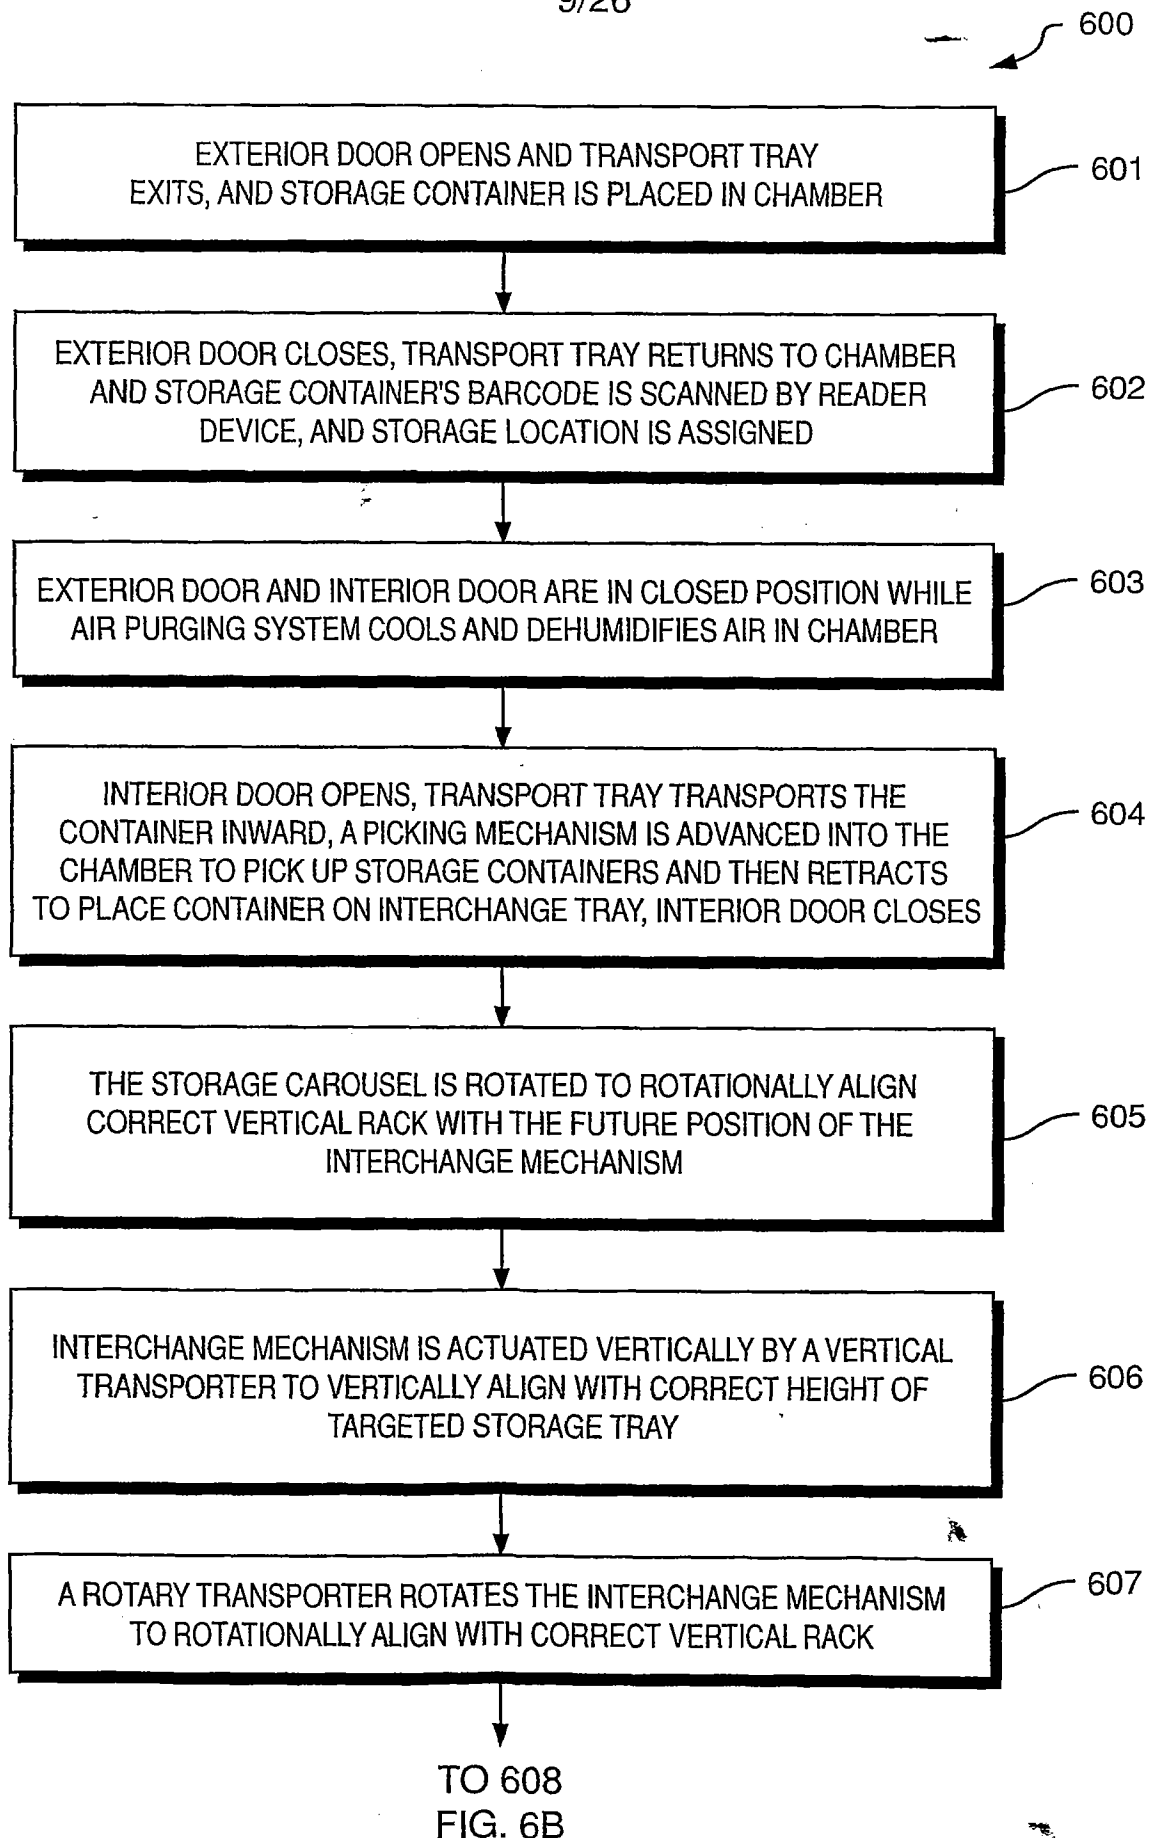 9/26
600
EXTERIOR DOOR OPENS AND TRANSPORT TRAY
EXITS, AND STORAGE CONTAINER IS PLACED IN CHAMBER
601
EXTERIOR DOOR CLOSES, TRANSPORT TRAY RETURNS TO CHAMBER
AND STORAGE CONTAINER'S BARCODE IS SCANNED BY READER
DEVICE, AND STORAGE LOCATION IS ASSIGNED
602
EXTERIOR DOOR AND INTERIOR DOOR ARE IN CLOSED POSITION WHILE
AIR PURGING SYSTEM COOLS AND DEHUMIDIFIES AIR IN CHAMBER
603
INTERIOR DOOR OPENS, TRANSPORT TRAY TRANSPORTS THE
CONTAINER INWARD, A PICKING MECHANISM IS ADVANCED INTO THE
CHAMBER TO PICK UP STORAGE CONTAINERS AND THEN RETRACTS
TO PLACE CONTAINER ON INTERCHANGE TRAY, INTERIOR DOOR CLOSES
604
THE STORAGE CAROUSEL IS ROTATED TO ROTATIONALLY ALIGN
CORRECT VERTICAL RACK WITH THE FUTURE POSITION OF THE
INTERCHANGE MECHANISM
605
INTERCHANGE MECHANISM IS ACTUATED VERTICALLY BY A VERTICAL
TRANSPORTER TO VERTICALLY ALIGN WITH CORRECT HEIGHT OF
TARGETED STORAGE TRAY
606
A ROTARY TRANSPORTER ROTATES THE INTERCHANGE MECHANISM
TO ROTATIONALLY ALIGN WITH CORRECT VERTICAL RACK
607
TO 608
FIG. 6B